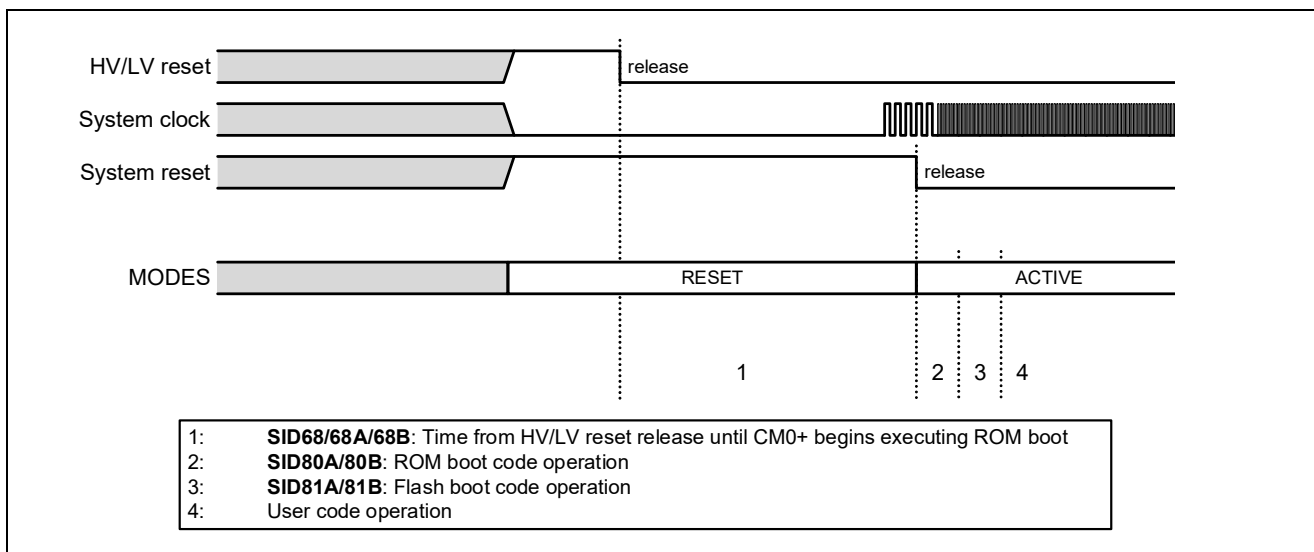 HV/LV reset
release
System clock
System reset
release
MODES
RESET
ACTIVE
1
2
3
4
1: SID68/68A/68B: Time from HV/LV reset release until CM0+ begins executing ROM boot
2: SID80A/80B: ROM boot code operation
3: SID81A/81B: Flash boot code operation
4: User code operation